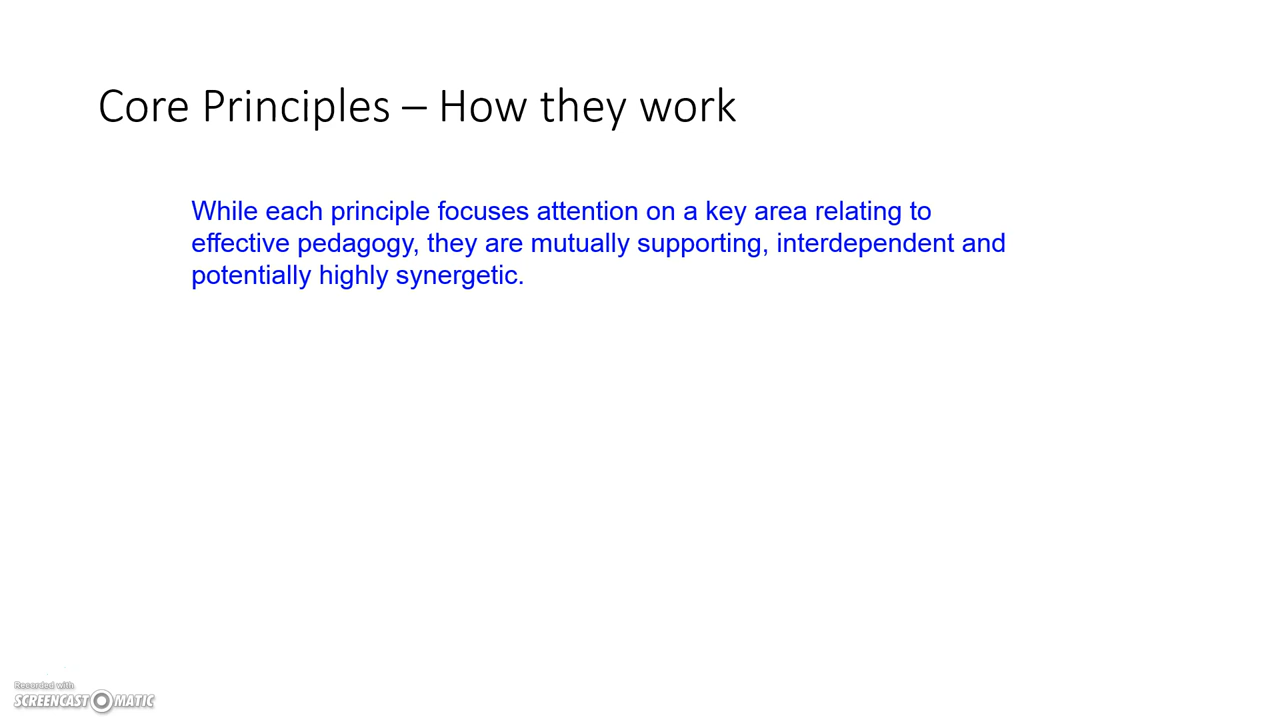 Core Principles – How they work
While each principle focuses attention on a key area relating to
effective pedagogy, they are mutually supporting, interdependent and
potentially highly synergetic.
Recorded with
SCREENCAST MATIC